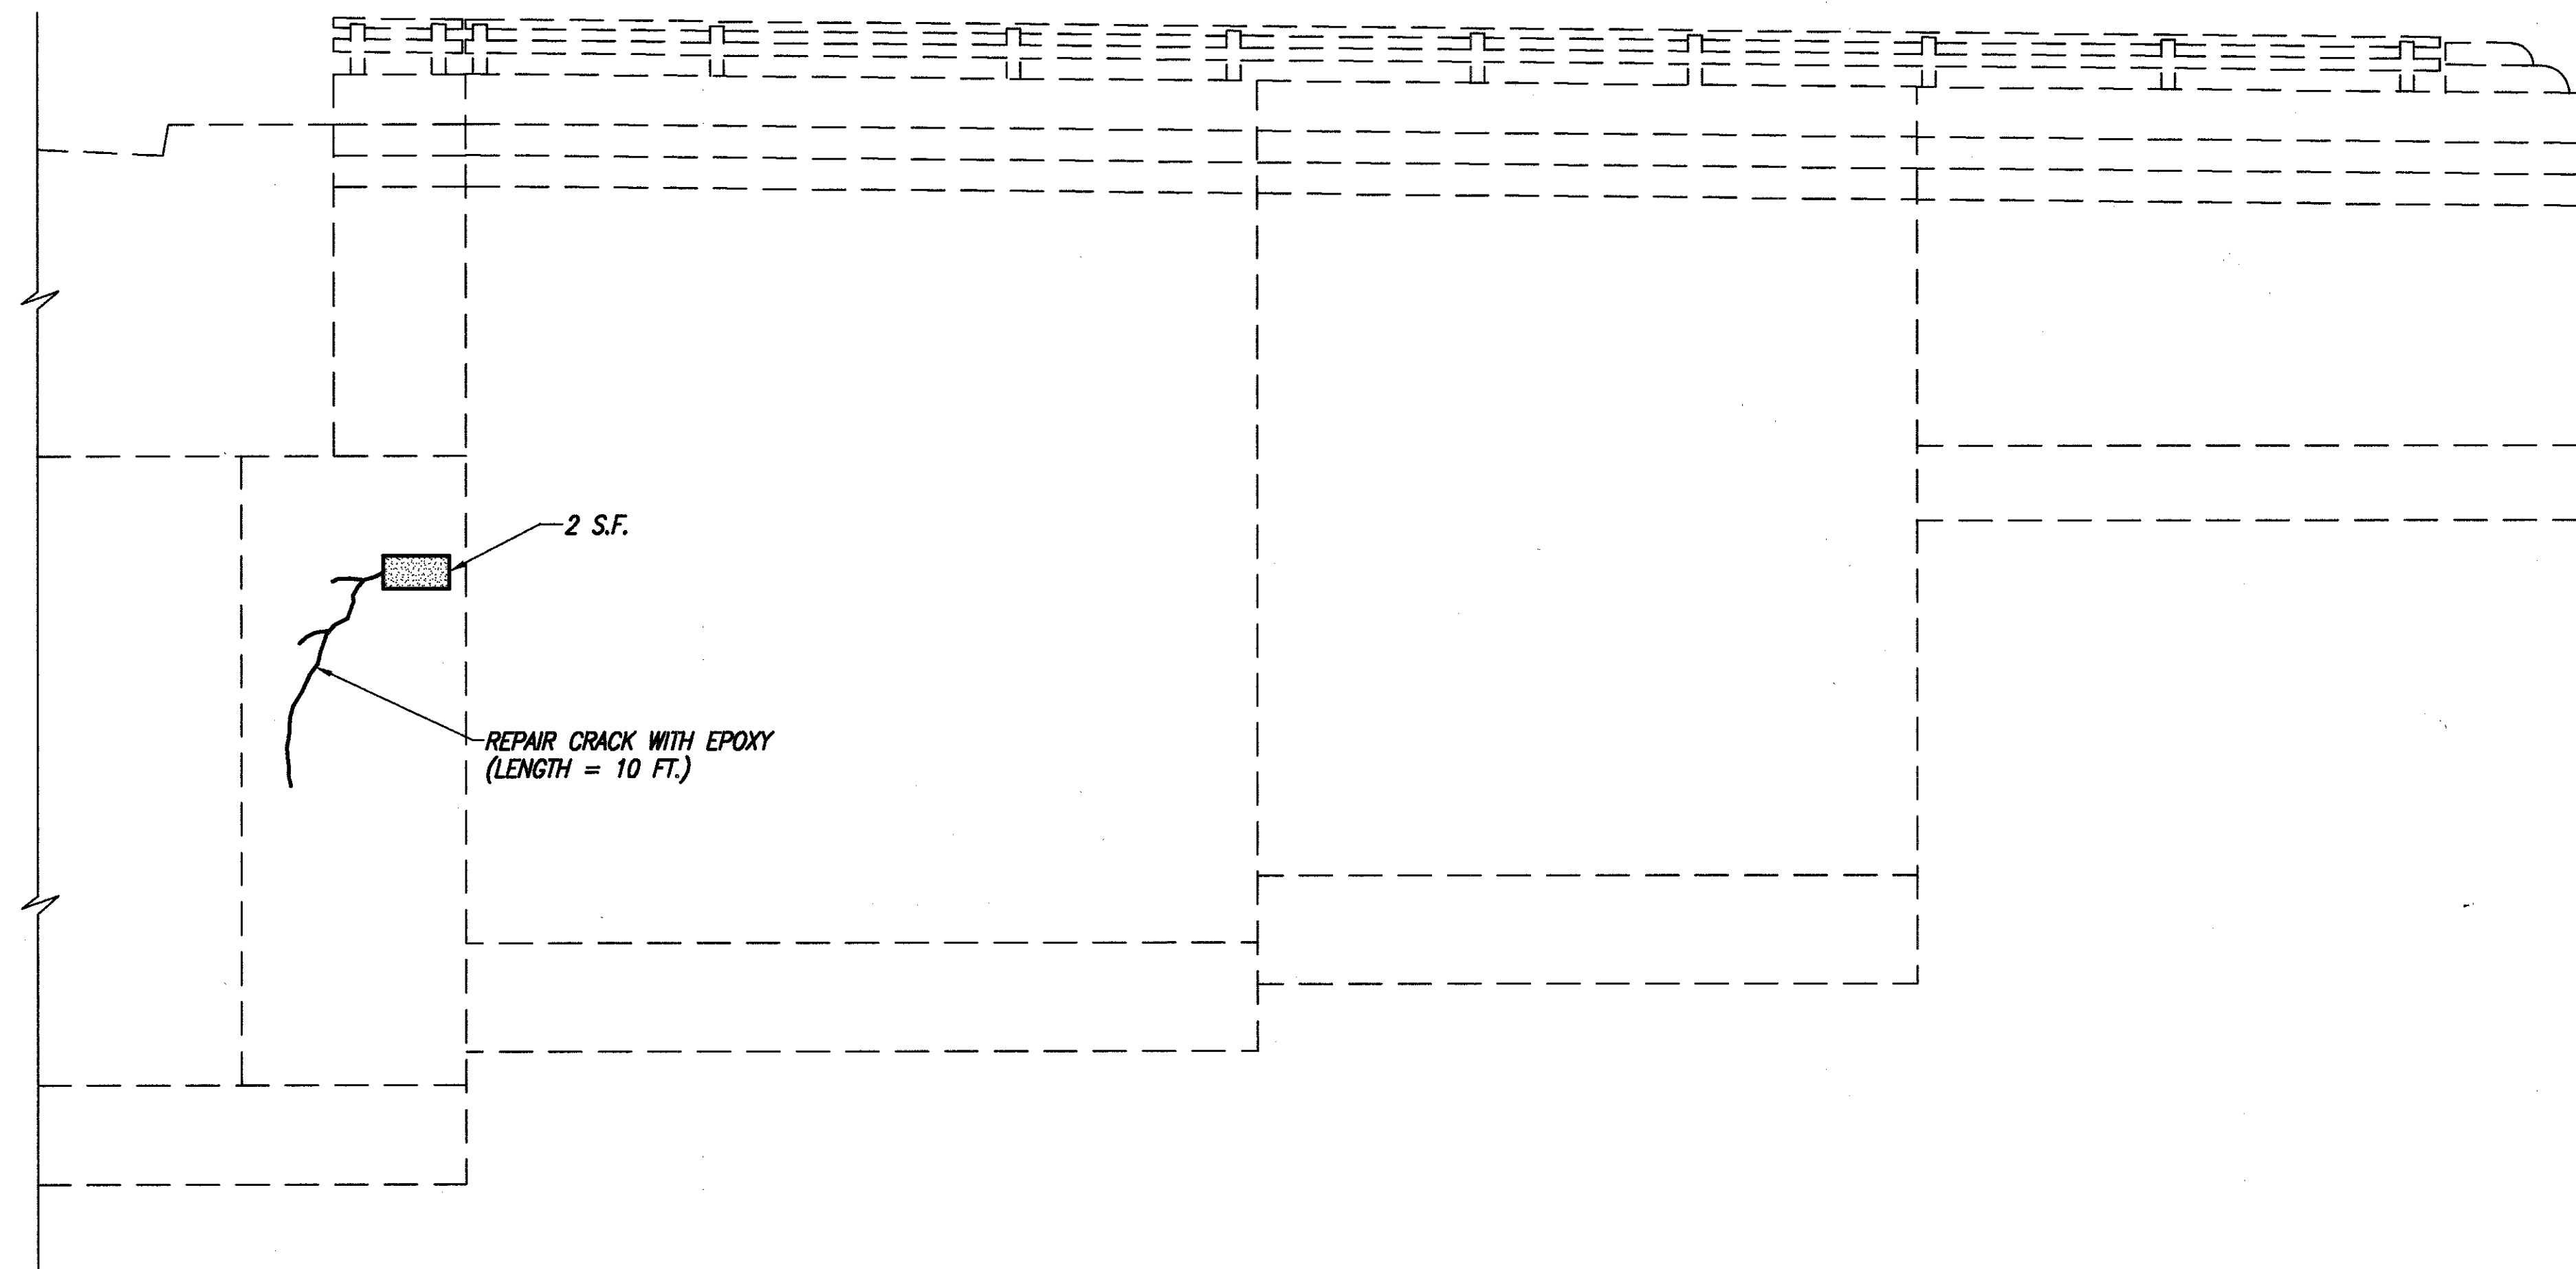 2 S.F.
REPAIR CRACK WITH EPOXY
(LENGTH = 10 FT.)